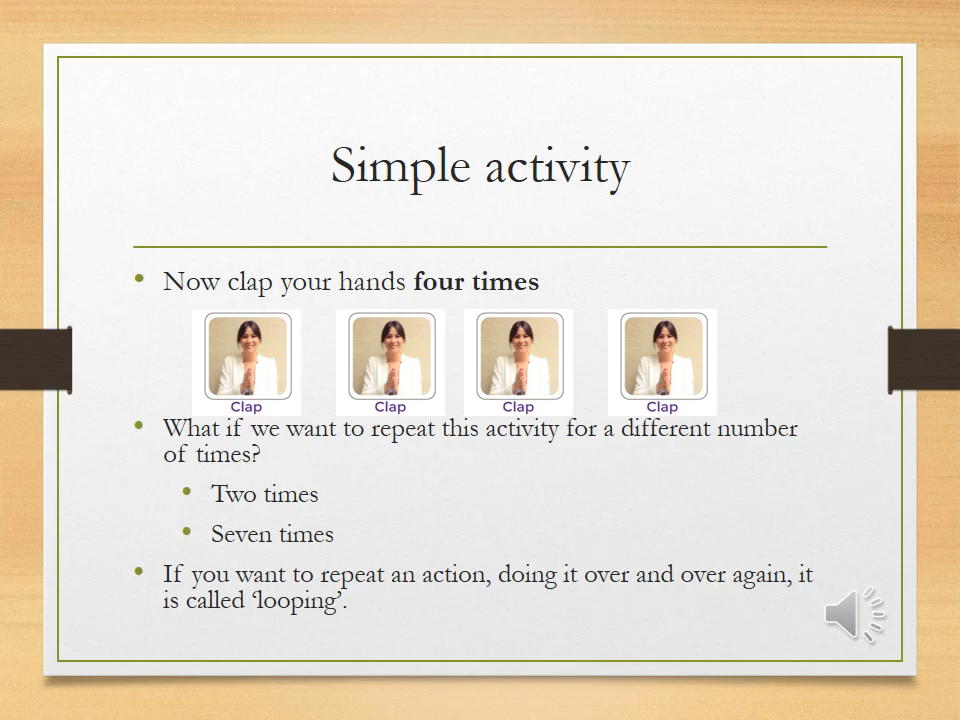 Simple activity
• Now clap your hands four times
Clap Clap Clap Clap
• What if we want to repeat this activity for a different number
of times?
• Two times
• Seven times
• If you want to repeat an action, doing it over and over again, it
is called ‘looping’.